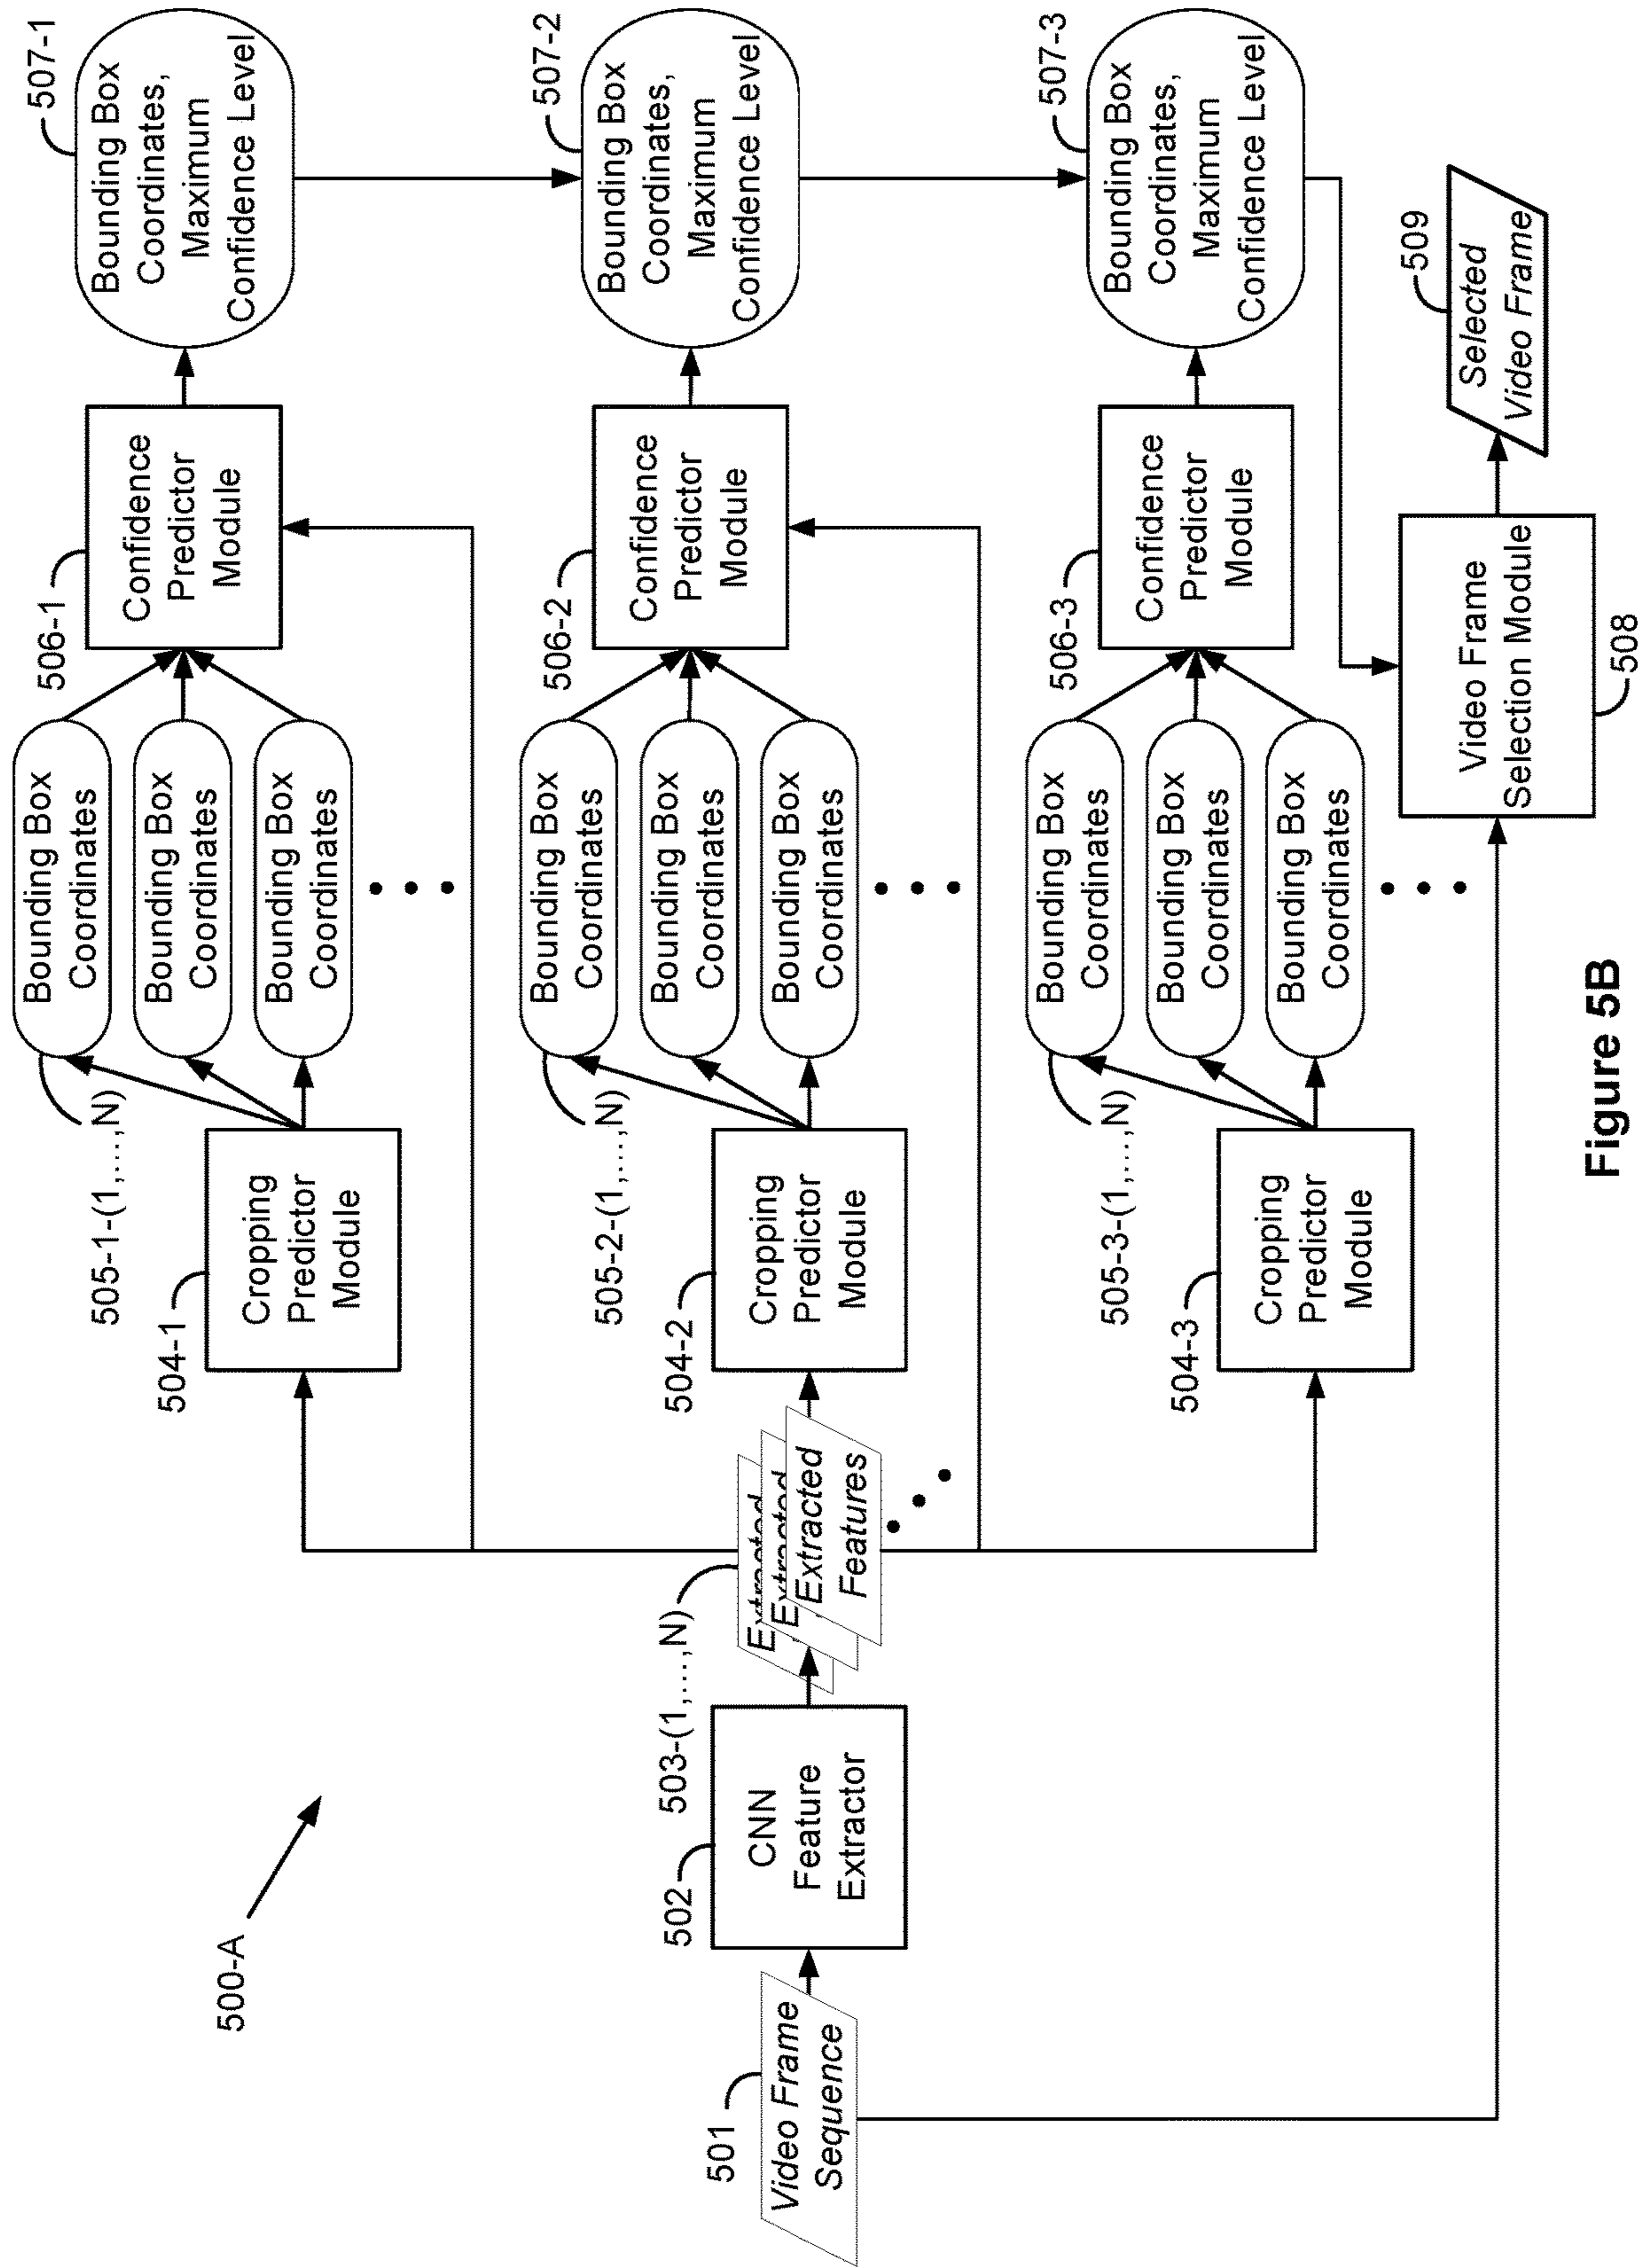 500-A
501
Video Frame
Sequence
502
CNN
Feature
Extractor
503-(1,...,N)
Extracted
Extracted
Extracted
Features
504-1
Cropping
Predictor
Module
505-1-(1,...,N)
Bounding Box
Coordinates
Bounding Box
Coordinates
Bounding Box
Coordinates
506-1
Confidence
Predictor
Module
507-1
Bounding Box
Coordinates,
Maximum
Confidence Level
504-2
Cropping
Predictor
Module
505-2-(1,...,N)
Bounding Box
Coordinates
Bounding Box
Coordinates
Bounding Box
Coordinates
506-2
Confidence
Predictor
Module
507-2
Bounding Box
Coordinates,
Maximum
Confidence Level
504-3
Cropping
Predictor
Module
505-3-(1,...,N)
Bounding Box
Coordinates
Bounding Box
Coordinates
Bounding Box
Coordinates
506-3
Confidence
Predictor
Module
507-3
Bounding Box
Coordinates,
Maximum
Confidence Level
Video Frame
Selection Module
508
509
Selected
Video Frame
Figure 5B